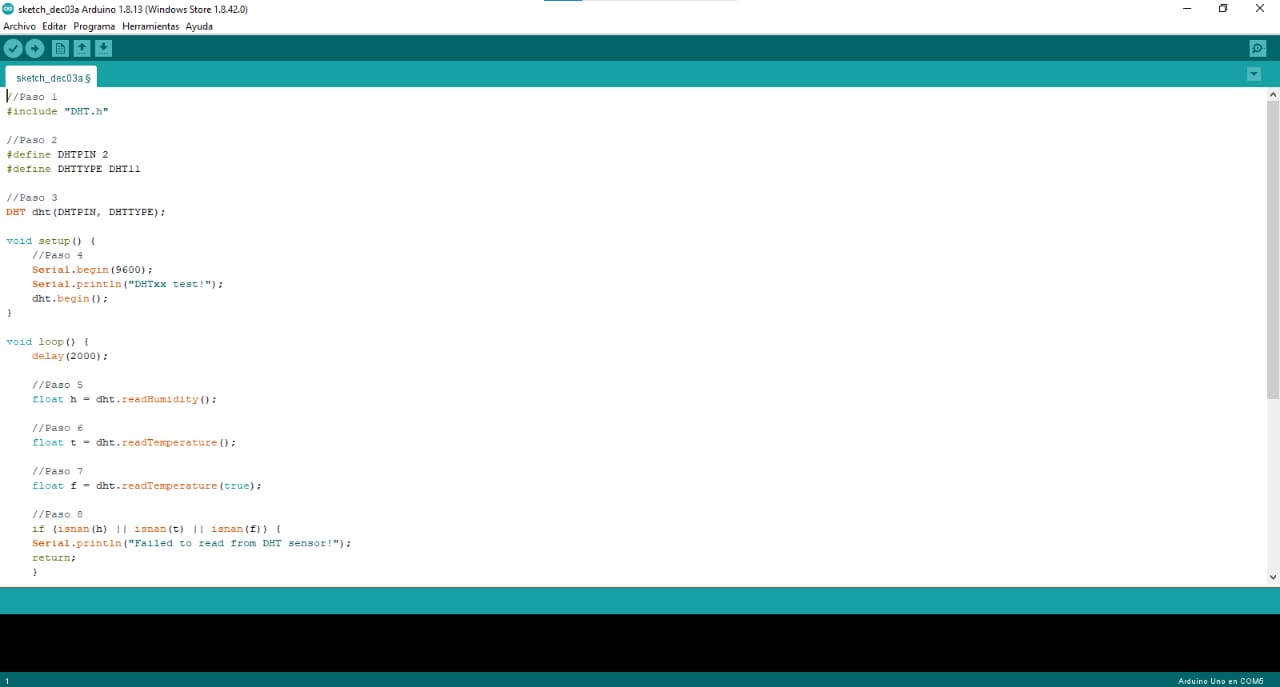 sketch_dec03a Arduino 1.8.13 (Windows Store 1.8.42.0)
Archivo Editar Programa Herramientas Ayuda
sketch_dec03a §
//Paso 1
#include "DHT.h"
//Paso 2
#define DHTPIN 2
#define DHTTYPE DHT11
//Paso 3
DHT dht(DHTPIN, DHTTYPE);
void setup() {
//Paso 4
Serial.begin(9600);
Serial.println("DHTxx test!");
dht.begin();
}
void loop() {
delay(2000);
//Paso 5
float h = dht.readHumidity();
//Paso 6
float t = dht.readTemperature();
//Paso 7
float f = dht.readTemperature(true);
//Paso 8
if (isnan(h) || isnan(t) || isnan(f)) {
Serial.println("Failed to read from DHT sensor!");
return;
}
1
Arduino Uno en COM5